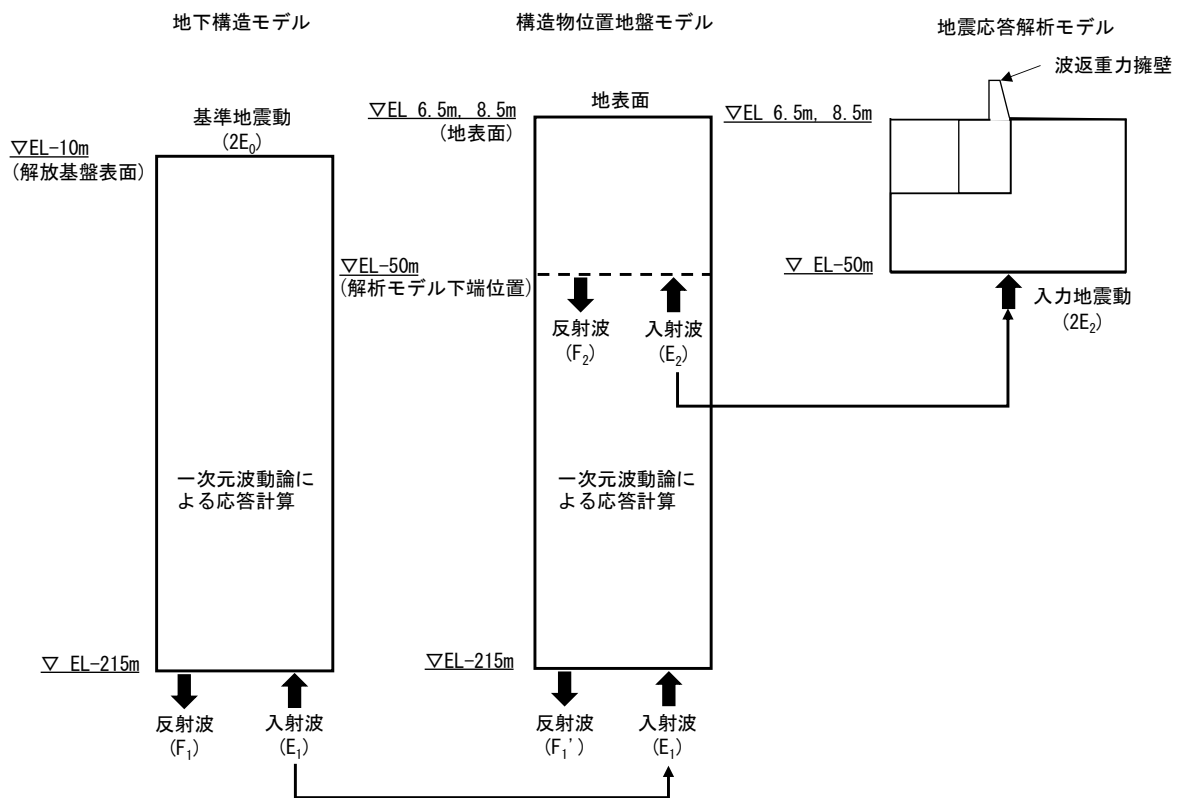 地下構造モデル
構造物位置地盤モデル
地震応答解析モデル
波返重力擁壁
基準地震動
(2E₀)
▽EL-10m
(解放基盤表面)
一次元波動論に
よる応答計算
▽ EL-215m
反射波
(F₁)
入射波
(E₁)
地表面
▽EL 6.5m, 8.5m
(地表面)
▽EL-50m
(解析モデル下端位置)
反射波
(F₂)
入射波
(E₂)
一次元波動論に
よる応答計算
▽EL-215m
反射波
(F₁')
入射波
(E₁)
▽EL 6.5m, 8.5m
▽ EL-50m
入力地震動
(2E₂)